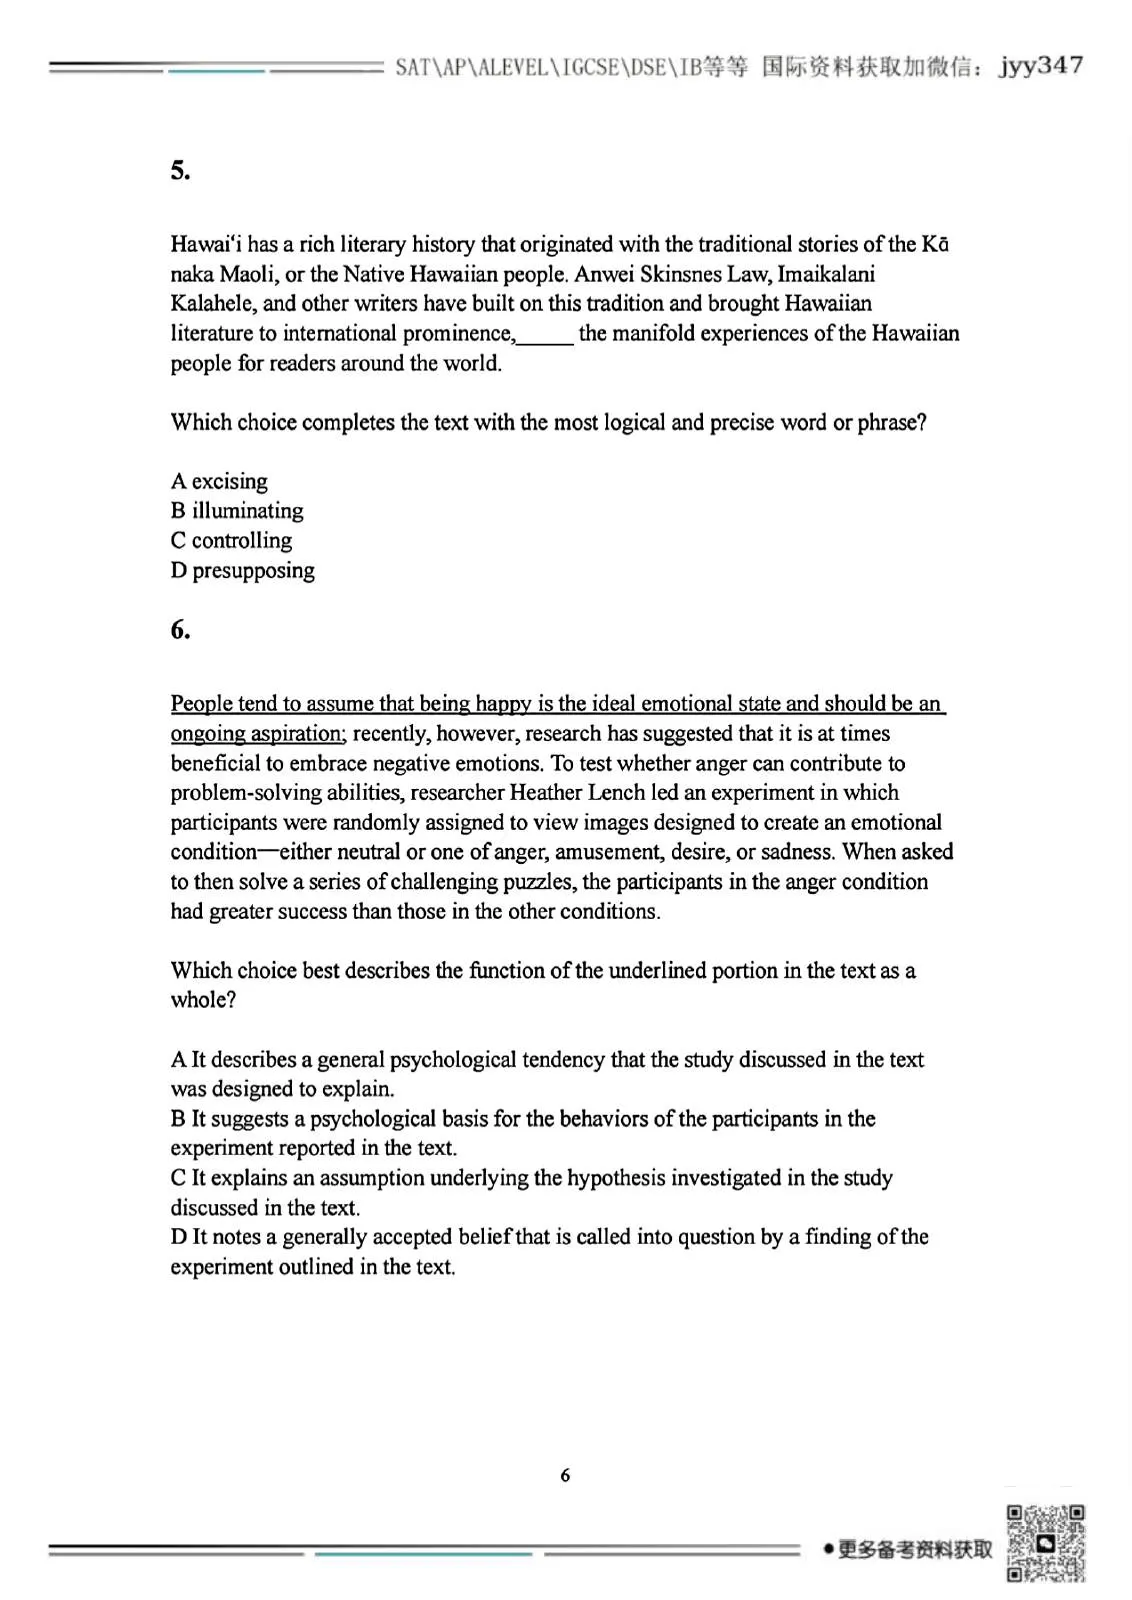 SAT\AP\ALEVEL\IGCSE\DSE\IB等等 国际资料获取加微信：jyy347
5.
Hawai‘i has a rich literary history that originated with the traditional stories of the Kā
naka Maoli, or the Native Hawaiian people. Anwei Skinsnes Law, Imaikalani
Kalahele, and other writers have built on this tradition and brought Hawaiian
literature to international prominence,_____ the manifold experiences of the Hawaiian
people for readers around the world.
Which choice completes the text with the most logical and precise word or phrase?
A excising
B illuminating
C controlling
D presupposing
6.
People tend to assume that being happy is the ideal emotional state and should be an
ongoing aspiration; recently, however, research has suggested that it is at times
beneficial to embrace negative emotions. To test whether anger can contribute to
problem-solving abilities, researcher Heather Lench led an experiment in which
participants were randomly assigned to view images designed to create an emotional
condition—either neutral or one of anger, amusement, desire, or sadness. When asked
to then solve a series of challenging puzzles, the participants in the anger condition
had greater success than those in the other conditions.
Which choice best describes the function of the underlined portion in the text as a
whole?
A It describes a general psychological tendency that the study discussed in the text
was designed to explain.
B It suggests a psychological basis for the behaviors of the participants in the
experiment reported in the text.
C It explains an assumption underlying the hypothesis investigated in the study
discussed in the text.
D It notes a generally accepted belief that is called into question by a finding of the
experiment outlined in the text.
6
●更多备考资料获取